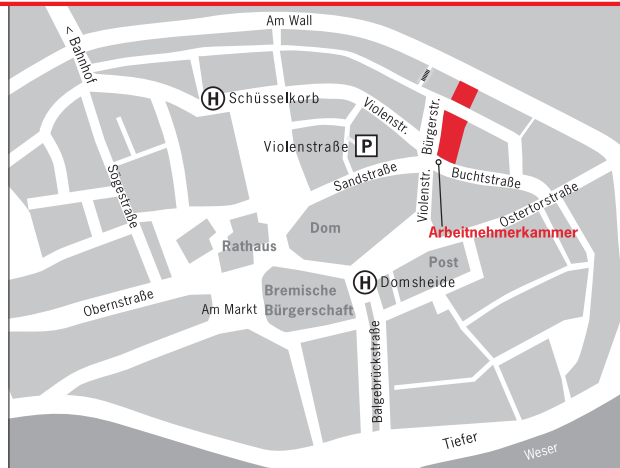 Am Wall
< Bahnhof
H Schüsselkorb
Violenstr.
Bürgerstr.
Violenstraße P
Sandstraße
Buchtstraße
Sögestraße
Violenstr.
Ostertorstraße
Dom
Arbeitnehmerkammer
Rathaus
Post
H Domsheide
Obernstraße
Am Markt
Bremische
Bürgerschaft
Balgebrückstraße
Tiefer
Weser